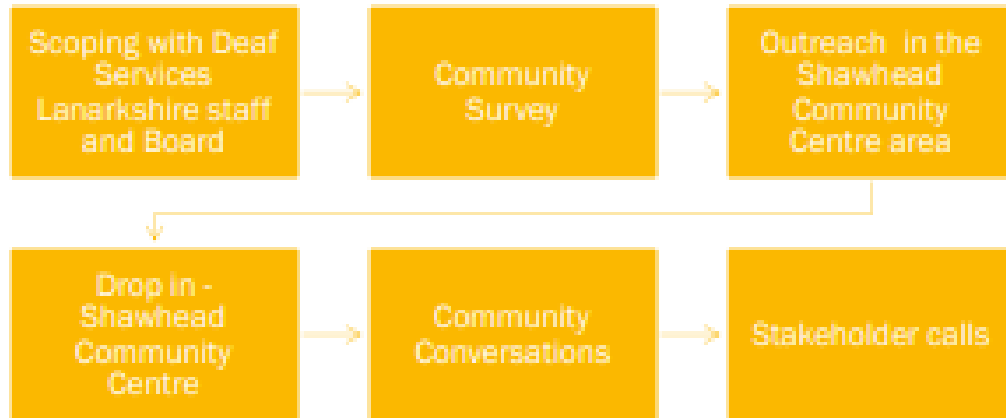 Scoping with Deaf
Services
Lanarkshire staff
and Board
Community
Survey
Outreach in the
Shawhead
Community
Centre area
Drop in -
Shawhead
Community
Centre
Community
Conversations
Stakeholder calls